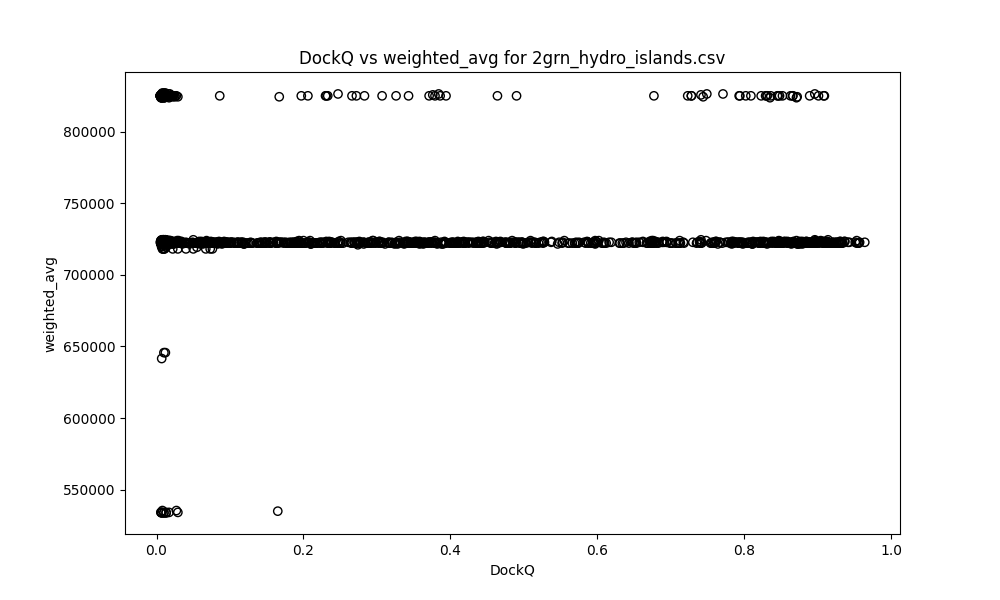 DockQ vs weighted_avg for 2grn_hydro_islands.csv
800000
750000
700000
650000
600000
550000
weighted_avg
0.0 0.2 0.4 0.6 0.8 1.0
DockQ